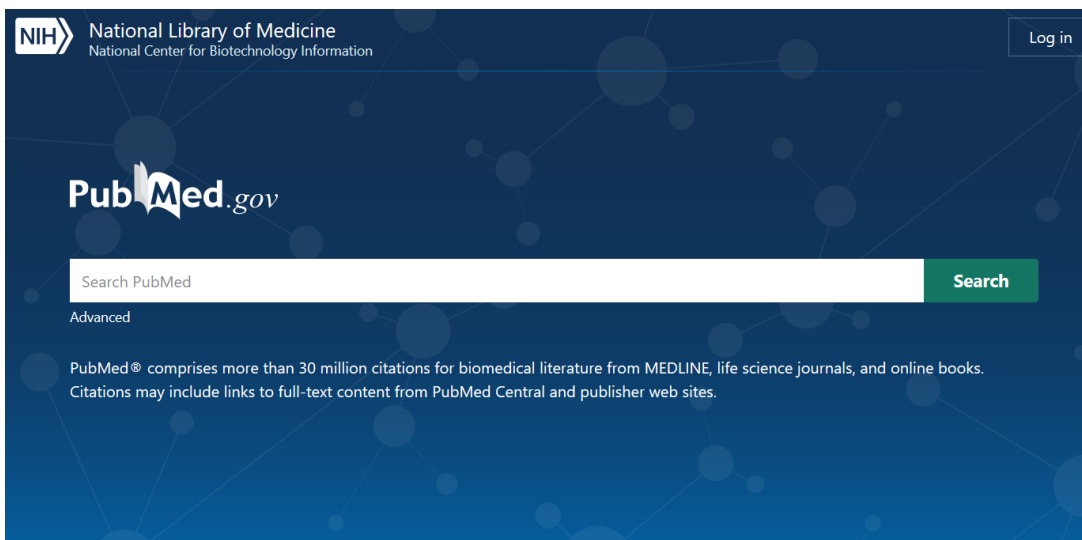 NIH
National Library of Medicine
National Center for Biotechnology Information
Log in
PubMed.gov
Search PubMed
Search
Advanced
PubMed® comprises more than 30 million citations for biomedical literature from MEDLINE, life science journals, and online books.
Citations may include links to full-text content from PubMed Central and publisher web sites.